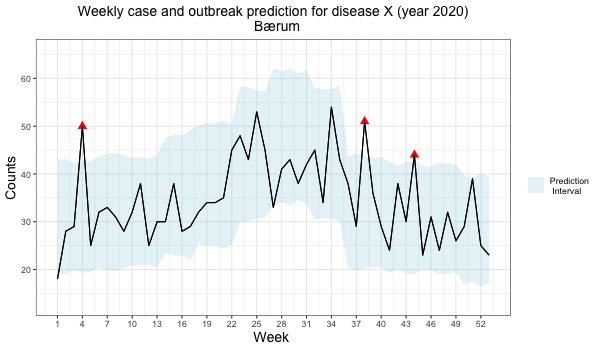 Weekly case and outbreak prediction for disease X (year 2020)
Bærum
Counts
60
50
40
30
20
1 4 7 10 13 16 19 22 25 28 31 34 37 40 43 46 49 52
Week
Prediction
Interval